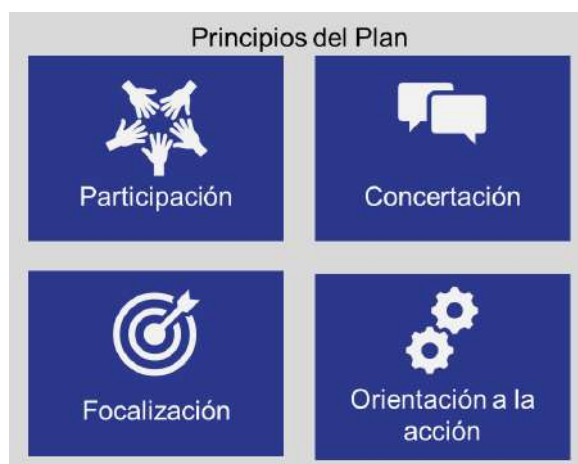 Principios del Plan
Participación
Concertación
Focalización
Orientación a la
acción